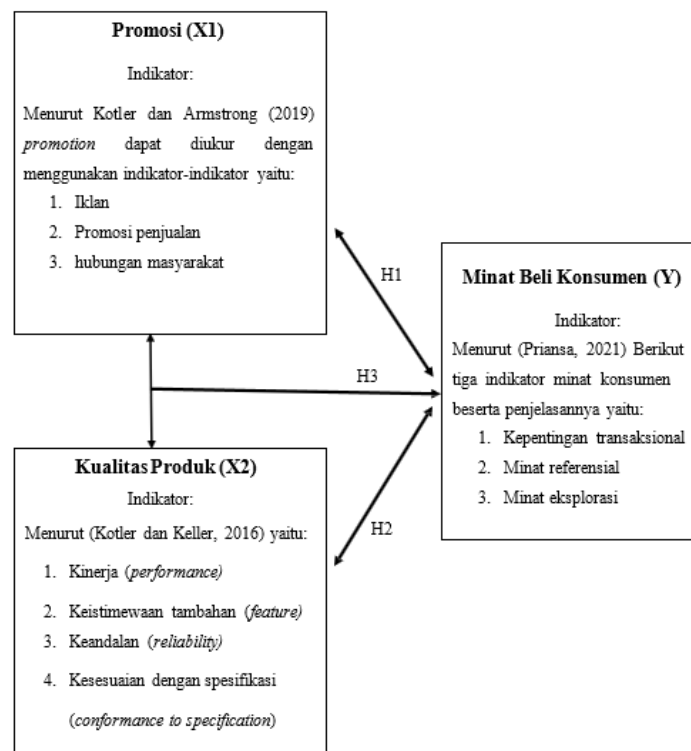 Promosi (X1)
Indikator:
Menurut Kotler dan Armstrong (2019)
promotion dapat diukur dengan
menggunakan indikator-indikator yaitu:
1. Iklan
2. Promosi penjualan
3. hubungan masyarakat
H1
Minat Beli Konsumen (Y)
Indikator:
Menurut (Priansa, 2021) Berikut
tiga indikator minat konsumen
beserta penjelasannya yaitu:
1. Kepentingan transaksional
2. Minat referensial
3. Minat eksplorasi
H3
H2
Kualitas Produk (X2)
Indikator:
Menurut (Kotler dan Keller, 2016) yaitu:
1. Kinerja (performance)
2. Keistimewaan tambahan (feature)
3. Keandalan (reliability)
4. Kesesuaian dengan spesifikasi
(conformance to specification)